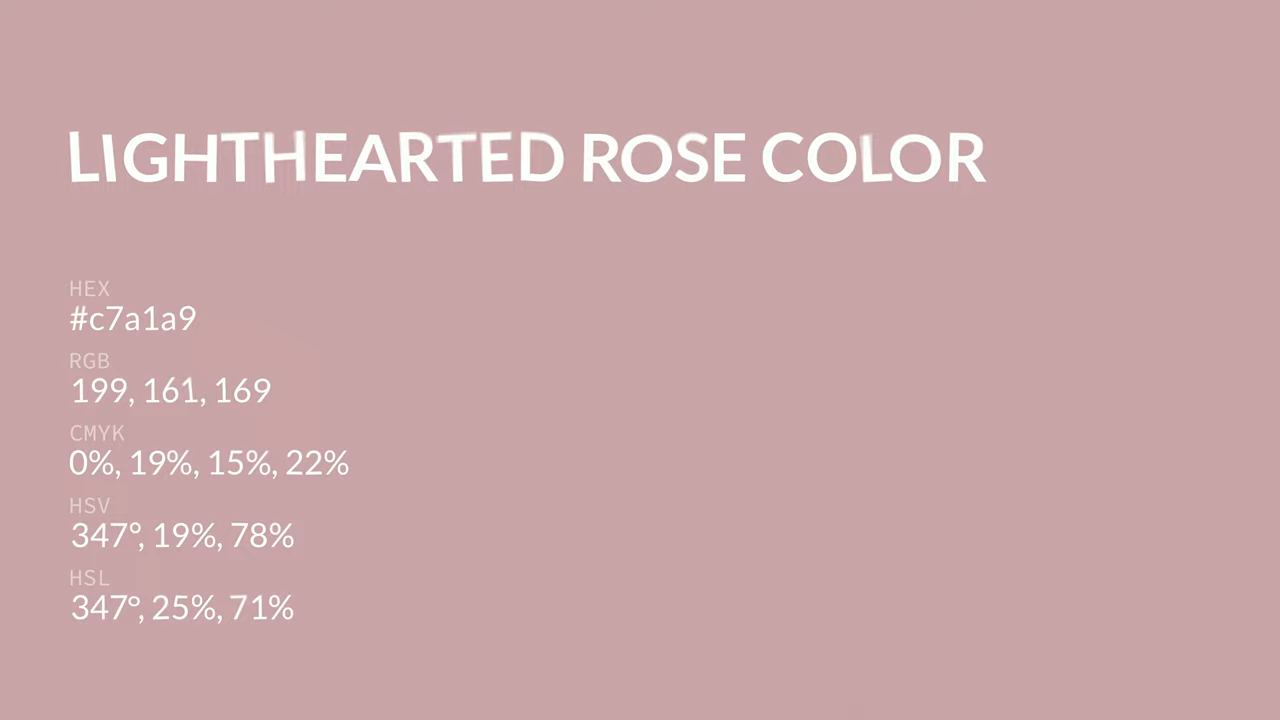 LIGHTHEARTED ROSE COLOR
HEX
#c7a1a9
RGB
199, 161, 169
CMYK
0%, 19%, 15%, 22%
HSV
347°, 19%, 78%
HSL
347°, 25%, 71%